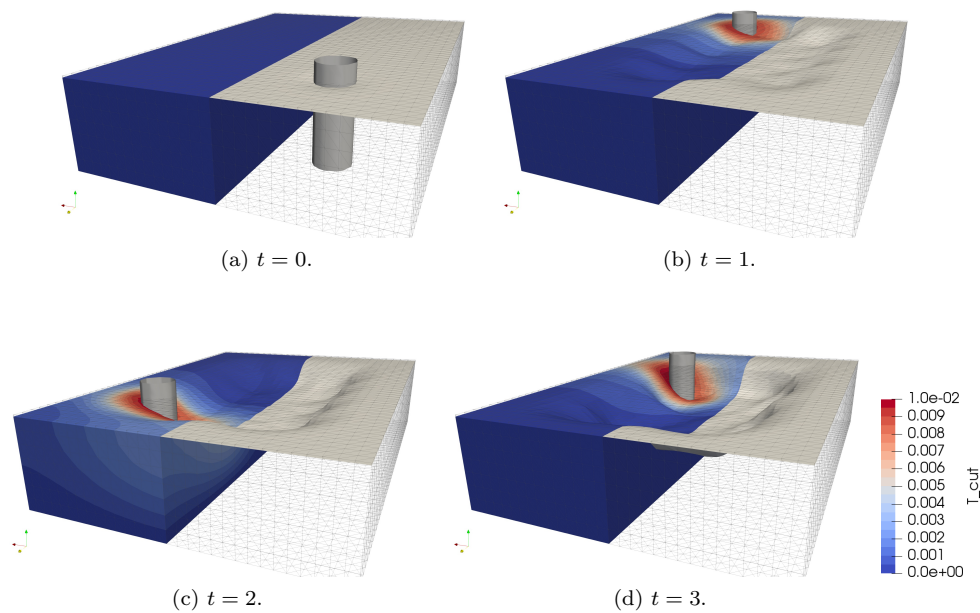 (a) t = 0.
(b) t = 1.
1.0e-02
0.009
0.008
0.007
0.006
0.005
0.004
0.003
0.002
0.001
0.0e+00
T_cut
(c) t = 2.
(d) t = 3.